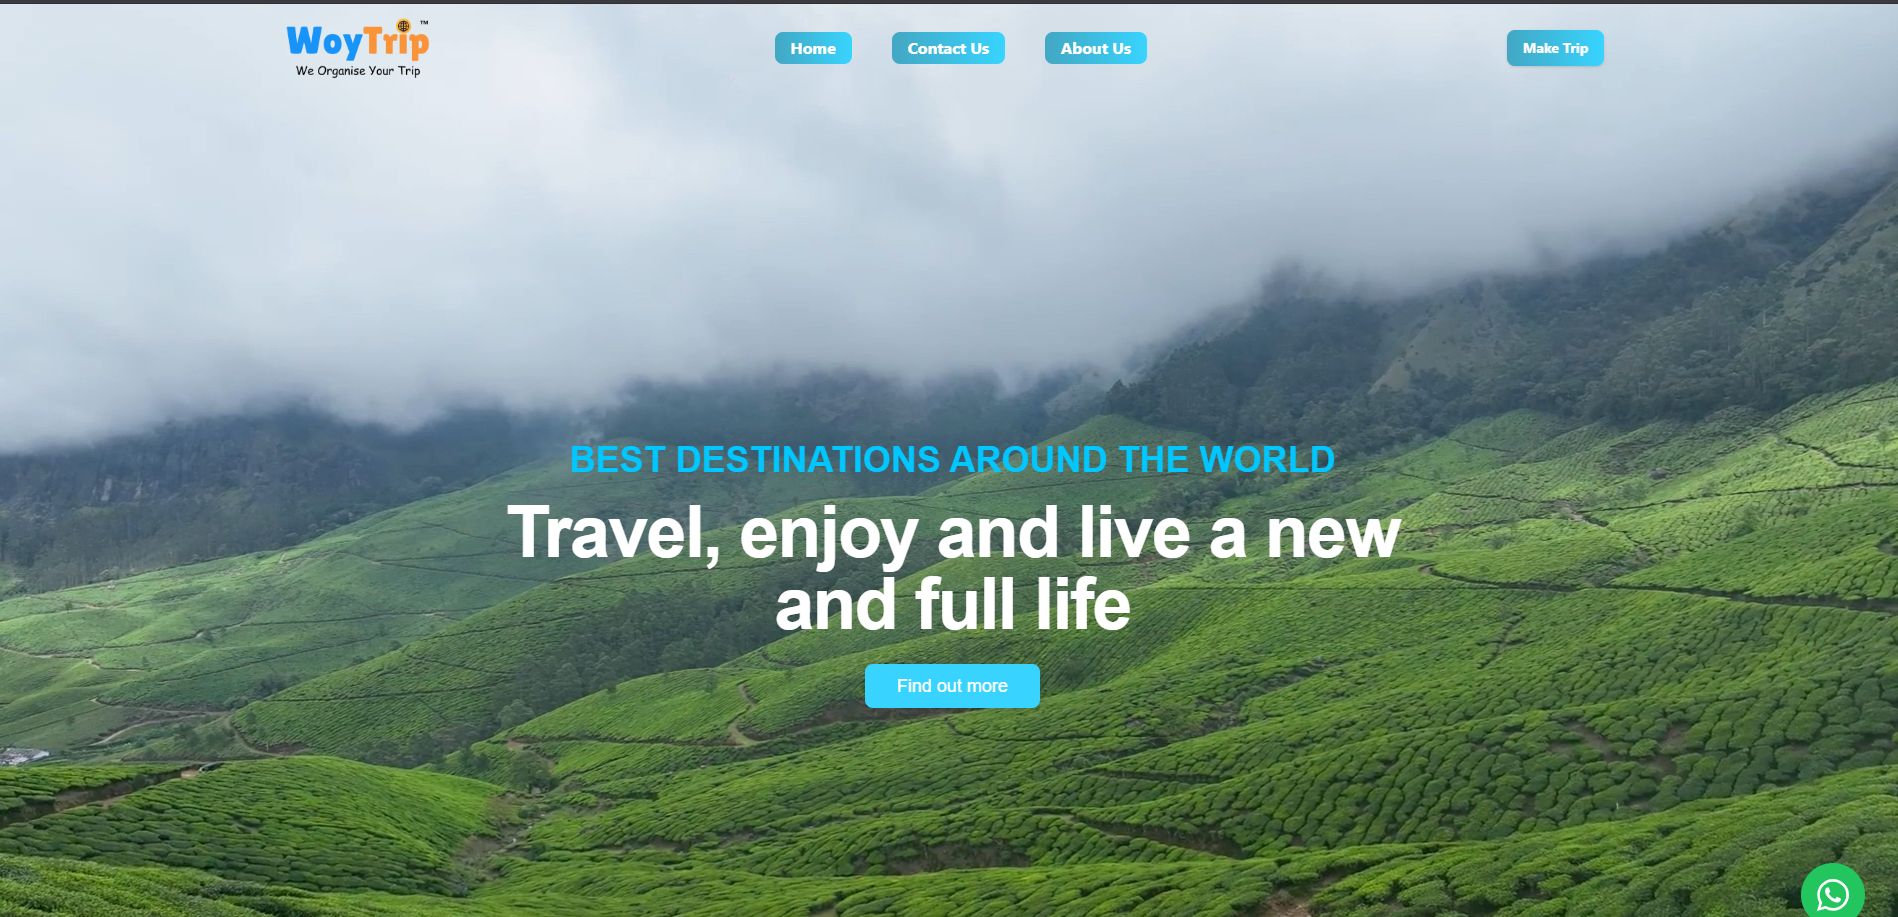 WoyTrip™
We Organise Your Trip
Home
Contact Us
About Us
Make Trip
BEST DESTINATIONS AROUND THE WORLD
Travel, enjoy and live a new
and full life
Find out more